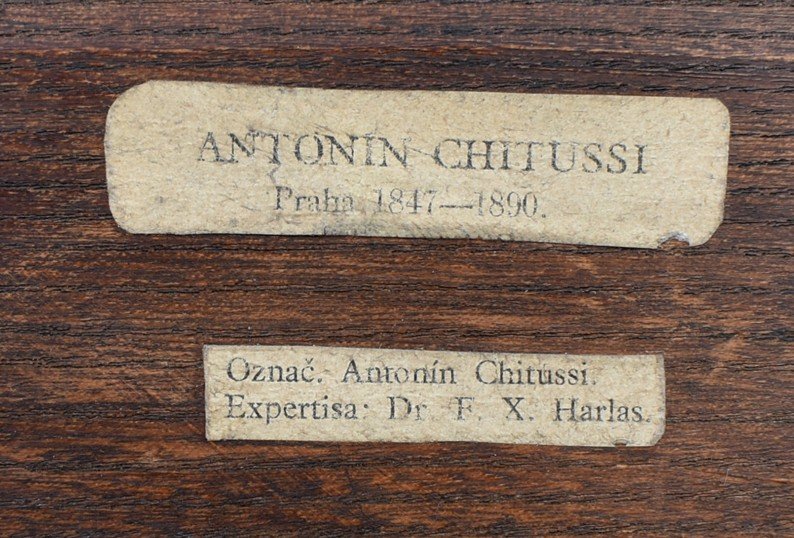 ANTONÍN CHITUSSI
Praha 1847—1890.
Označ. Antonín Chitussi.
Expertisa: Dr. F. X. Harlas.